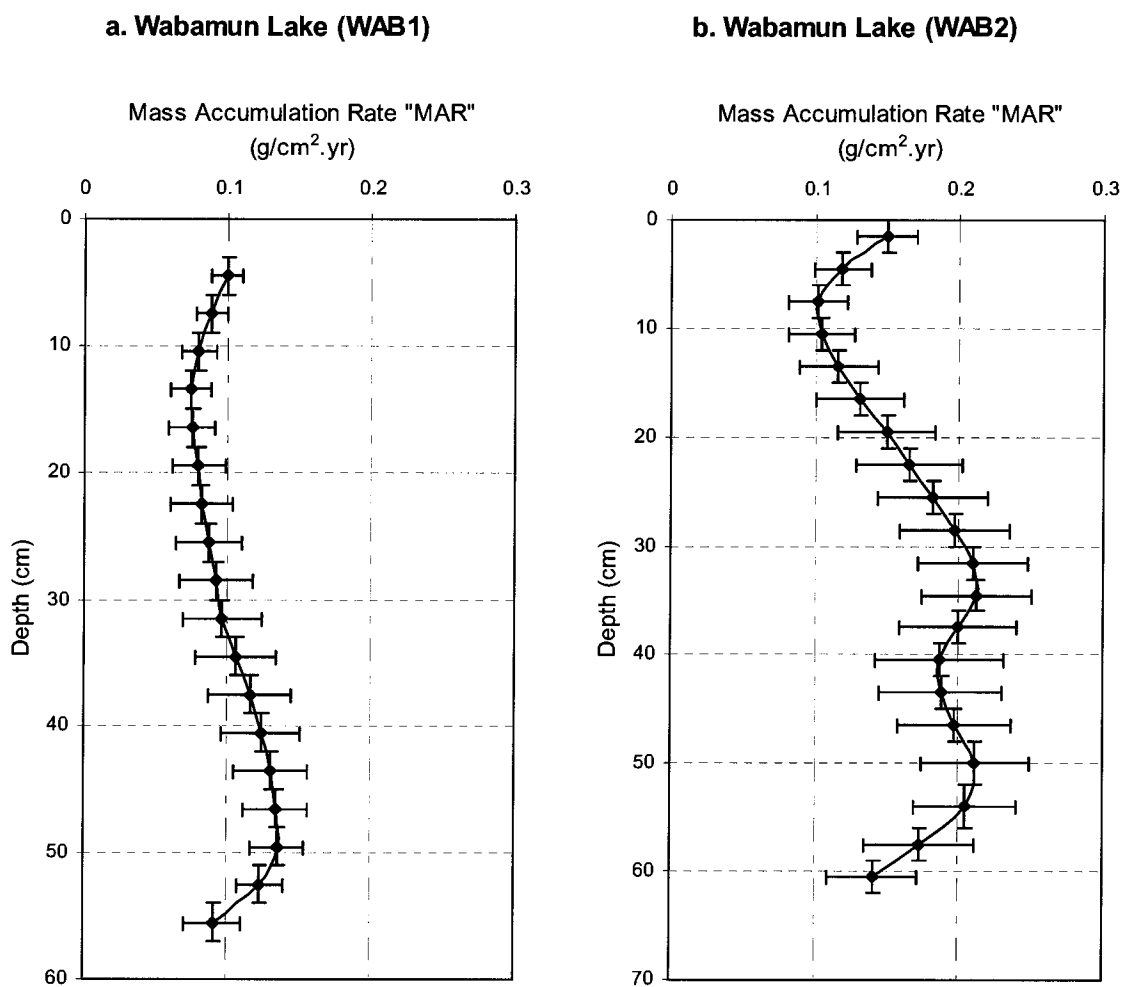 a. Wabamun Lake (WAB1)
Mass Accumulation Rate "MAR"
(g/cm².yr)
0 0.1 0.2 0.3
0
10
20
30
40
50
60
Depth (cm)
b. Wabamun Lake (WAB2)
Mass Accumulation Rate "MAR"
(g/cm².yr)
0 0.1 0.2 0.3
0
10
20
30
40
50
60
70
Depth (cm)